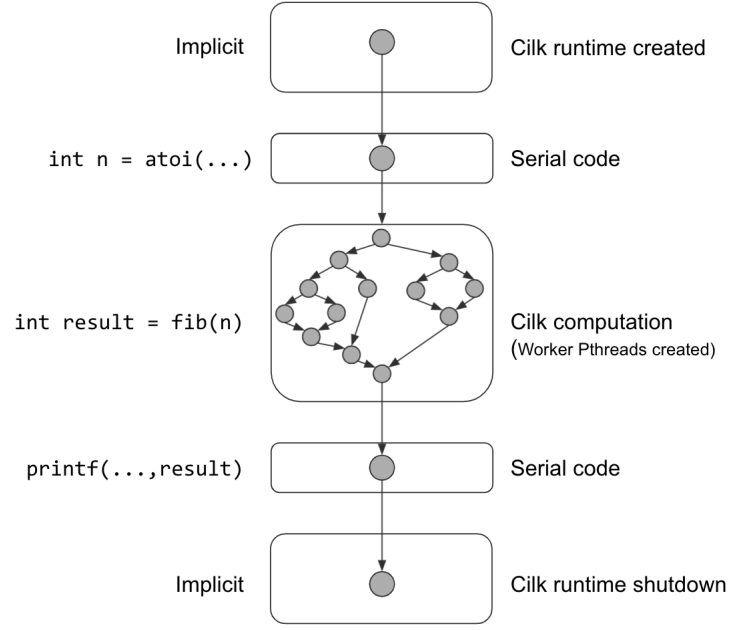 Implicit
Cilk runtime created
int n = atoi(...)
Serial code
int result = fib(n)
Cilk computation
(Worker Pthreads created)
printf(...,result)
Serial code
Implicit
Cilk runtime shutdown